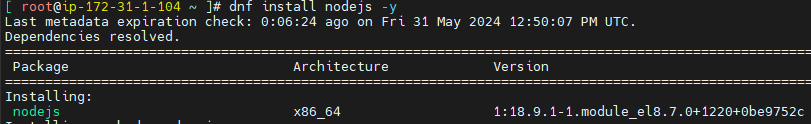 [ root@ip-172-31-1-104 ~ ]# dnf install nodejs -y
Last metadata expiration check: 0:06:24 ago on Fri 31 May 2024 12:50:07 PM UTC.
Dependencies resolved.
================================================================================
Package Architecture Version
================================================================================
Installing:
nodejs x86_64 1:18.9.1-1.module_el8.7.0+1220+0be9752c